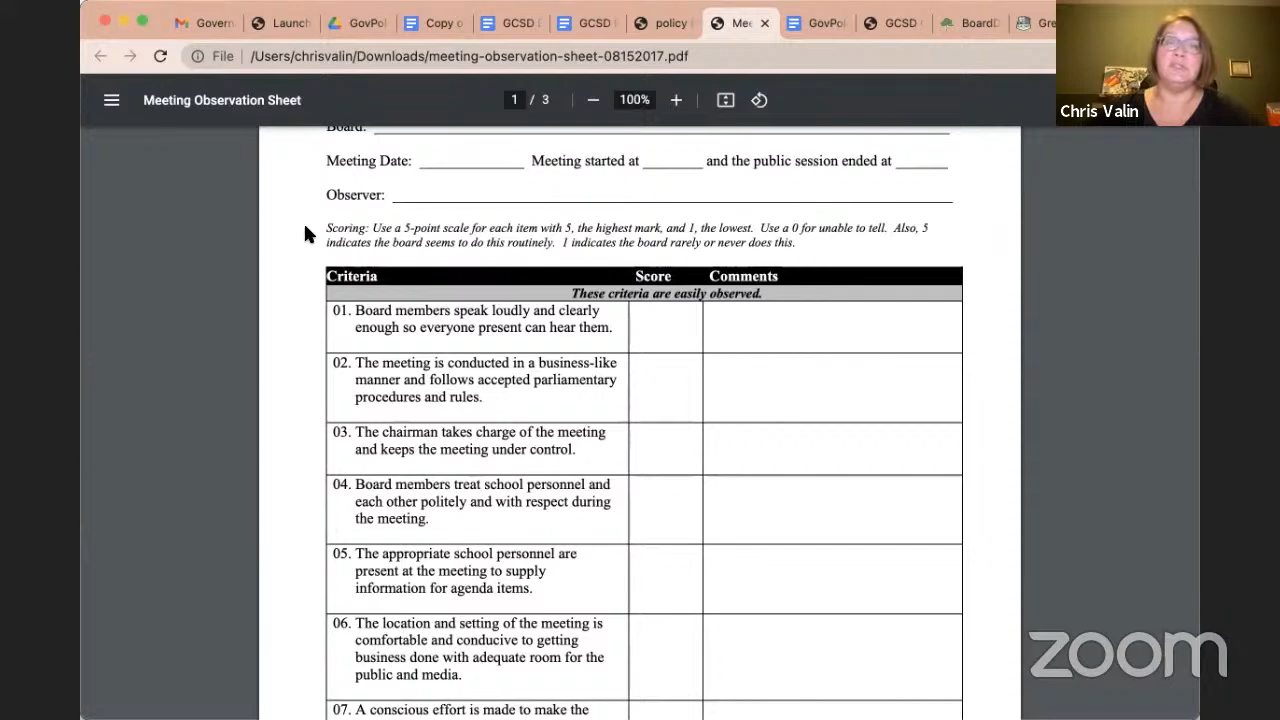 Govern
Launch
GovPol
Copy o
GCSD
GCSD
policy
Mee
GovPol
GCSD
BoardD
Gre
File /Users/chrisvalin/Downloads/meeting-observation-sheet-08152017.pdf
Meeting Observation Sheet
1 / 3
100%
Chris Valin
Board:
Meeting Date: Meeting started at and the public session ended at
Observer:
Scoring: Use a 5-point scale for each item with 5, the highest mark, and 1, the lowest. Use a 0 for unable to tell. Also, 5
indicates the board seems to do this routinely. 1 indicates the board rarely or never does this.
Criteria Score Comments
These criteria are easily observed.
01. Board members speak loudly and clearly
enough so everyone present can hear them.
02. The meeting is conducted in a business-like
manner and follows accepted parliamentary
procedures and rules.
03. The chairman takes charge of the meeting
and keeps the meeting under control.
04. Board members treat school personnel and
each other politely and with respect during
the meeting.
05. The appropriate school personnel are
present at the meeting to supply
information for agenda items.
06. The location and setting of the meeting is
comfortable and conducive to getting
business done with adequate room for the
public and media.
07. A conscious effort is made to make the
zoom